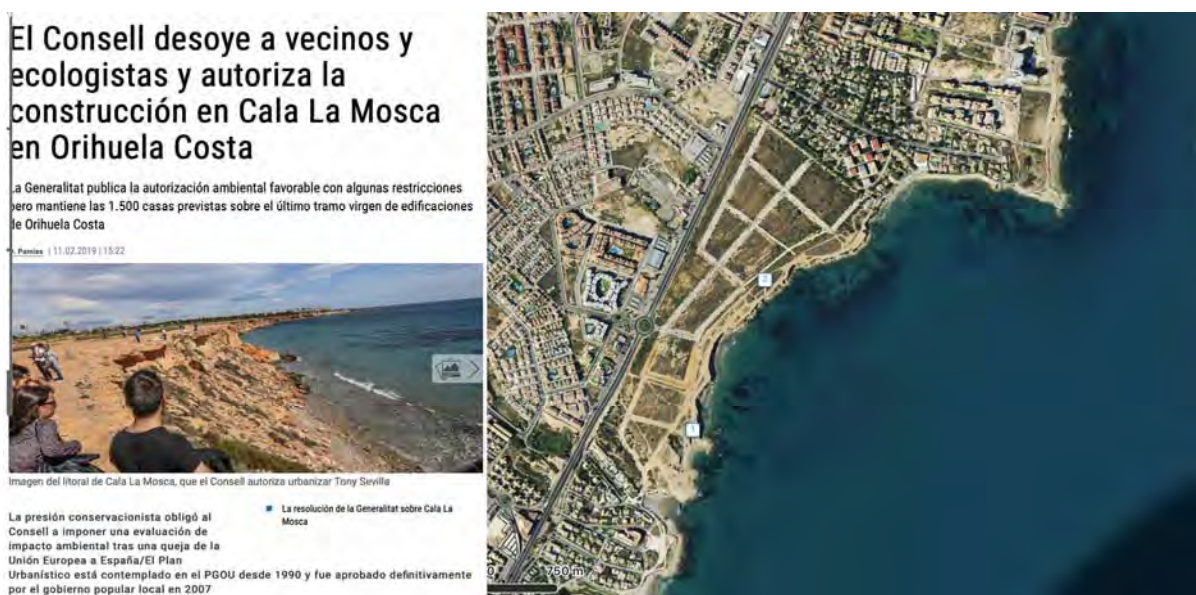 El Consell desoye a vecinos y
ecologistas y autoriza la
construcción en Cala La Mosca
en Orihuela Costa
La Generalitat publica la autorización ambiental favorable con algunas restricciones
pero mantiene las 1.500 casas previstas sobre el último tramo virgen de edificaciones
de Orihuela Costa
Pamies | 11.02.2019 | 15:22
Imagen del litoral de Cala La Mosca, que el Consell autoriza urbanizar Tony Sevilla
La presión conservacionista obligó al
Consell a imponer una evaluación de
impacto ambiental tras una queja de la
Unión Europea a España/El Plan
Urbanístico está contemplado en el PGOU desde 1990 y fue aprobado definitivamente
por el gobierno popular local en 2007
La resolución de la Generalitat sobre Cala La
Mosca
2
1
0 750 m